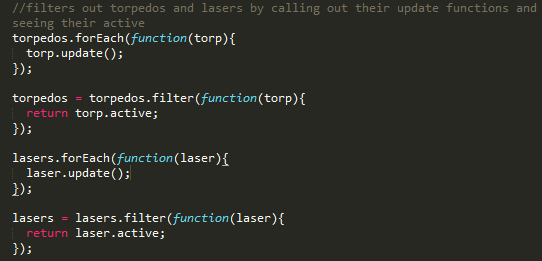 //filters out torpedos and lasers by calling out their update functions and
seeing their active
torpedos.forEach(function(torp){
  torp.update();
});

torpedos = torpedos.filter(function(torp){
  return torp.active;
});

lasers.forEach(function(laser){
  laser.update();
});

lasers = lasers.filter(function(laser){
  return laser.active;
});